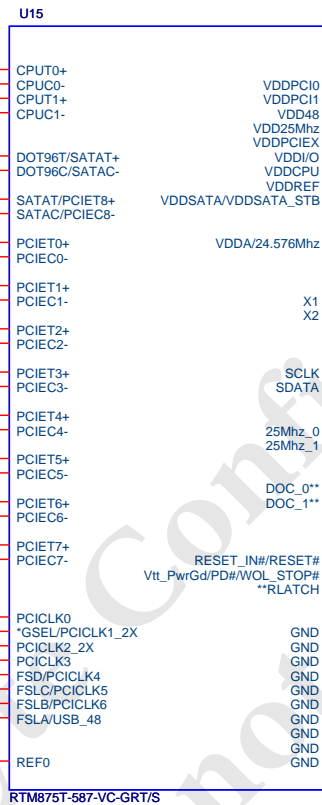 U15
CPUT0+
CPUC0- VDDPCI0
CPUT1+ VDDPCI1
CPUC1- VDD48
VDD25Mhz
VDDPCIEX
DOT96T/SATAT+ VDDI/O
DOT96C/SATAC- VDDCPU
VDDREF
SATAT/PCIET8+ VDDSATA/VDDSATA_STB
SATAC/PCIEC8-
PCIET0+ VDDA/24.576Mhz
PCIEC0-
PCIET1+
PCIEC1- X1
X2
PCIET2+
PCIEC2-
PCIET3+ SCLK
PCIEC3- SDATA
PCIET4+
PCIEC4- 25Mhz_0
25Mhz_1
PCIET5+
PCIEC5-
DOC_0**
PCIET6+ DOC_1**
PCIEC6-
PCIET7+
PCIEC7- RESET_IN#/RESET#
Vtt_PwrGd/PD#/WOL_STOP#
**RLATCH
PCICLK0
*GSEL/PCICLK1_2X GND
PCICLK2_2X GND
PCICLK3 GND
FSD/PCICLK4 GND
FSLC/PCICLK5 GND
FSLB/PCICLK6 GND
FSLA/USB_48 GND
GND
GND
REF0 GND
RTM875T-587-VC-GRT/S